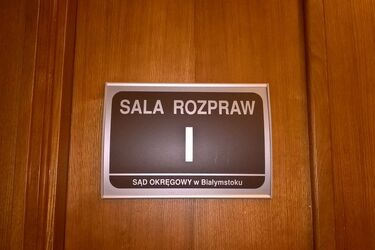 SALA ROZPRAW
I
SĄD OKRĘGOWY w Białymstoku